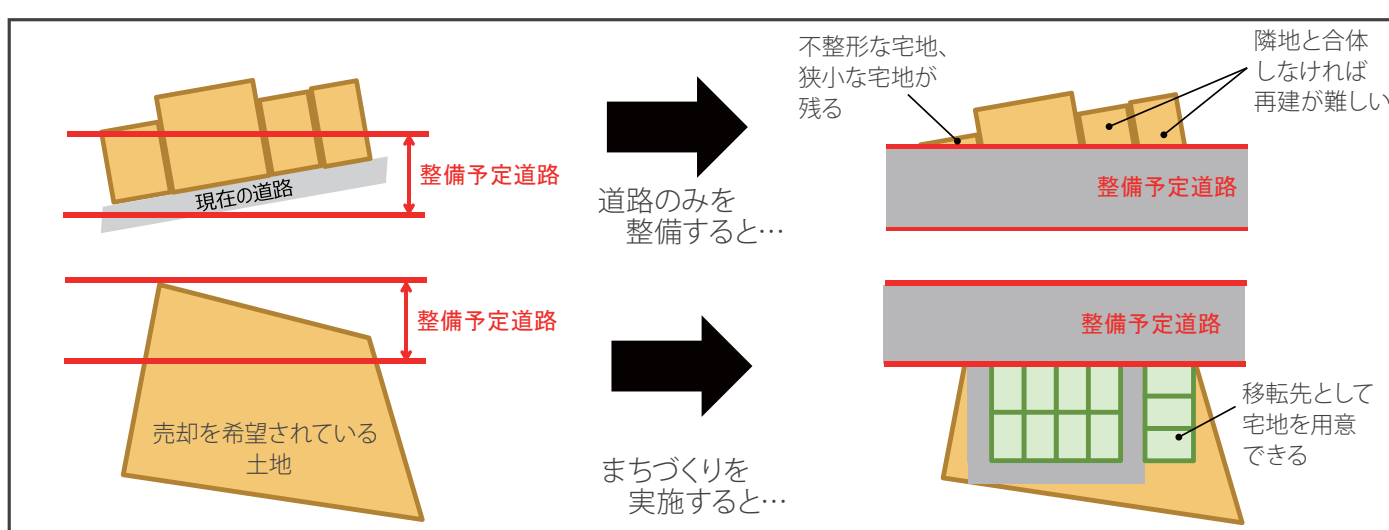 現在の道路
整備予定道路
道路のみを
整備すると…
不整形な宅地、
狭小な宅地が
残る
隣地と合体
しなければ
再建が難しい
整備予定道路
整備予定道路
売却を希望されている
土地
まちづくりを
実施すると…
整備予定道路
移転先として
宅地を用意
できる